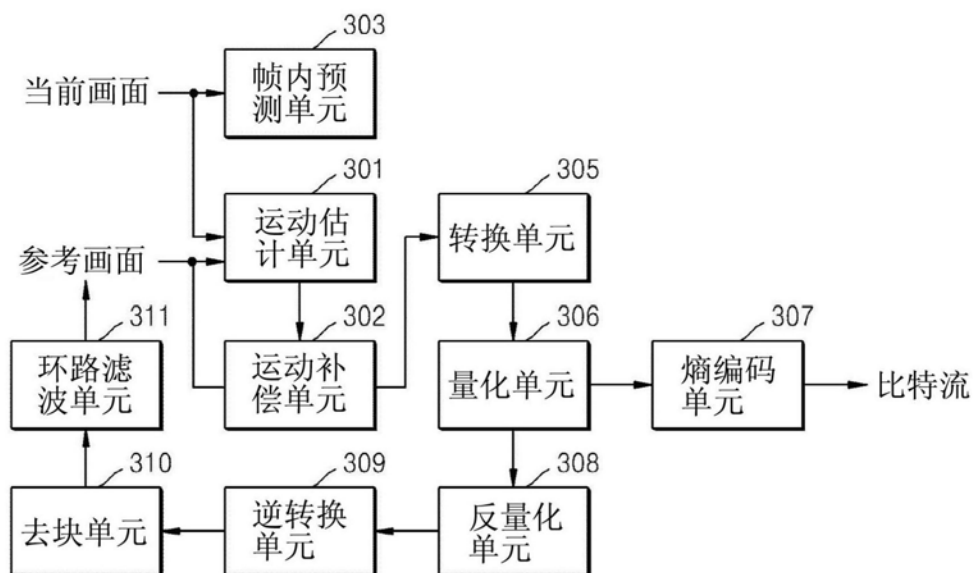 303
当前画面
帧内预
测单元
301
305
运动估
计单元
转换单元
参考画面
311
302
306
307
环路滤
波单元
运动补
偿单元
量化单元
熵编码
单元
比特流
310
309
308
去块单元
逆转换
单元
反量化
单元